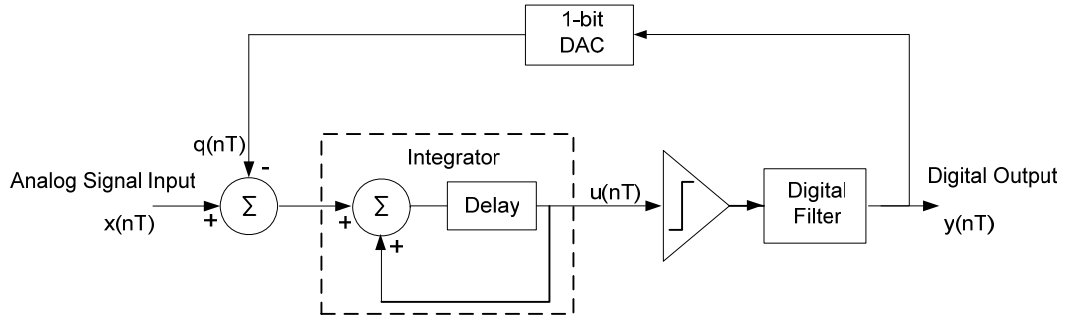 1-bit
DAC
q(nT)
-
Integrator
Analog Signal Input
x(nT)
+
Σ
+
Σ
+
Delay
u(nT)
Digital
Filter
Digital Output
y(nT)